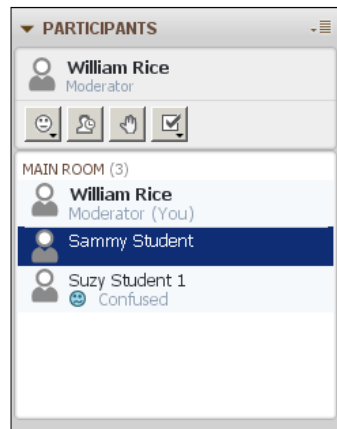 PARTICIPANTS
William Rice
Moderator
MAIN ROOM (3)
William Rice
Moderator (You)
Sammy Student
Suzy Student 1
Confused